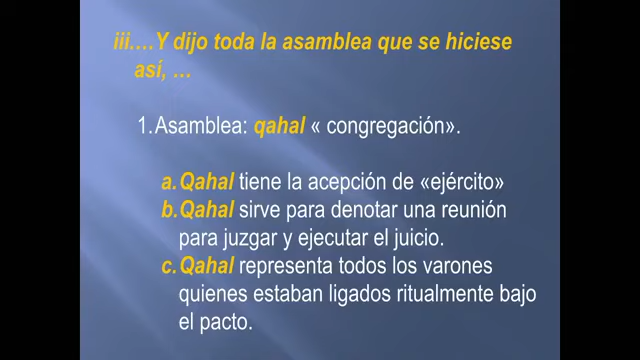 iii.…Y dijo toda la asamblea que se hiciese
así, …
1. Asamblea: qahal « congregación».
a. Qahal tiene la acepción de «ejército»
b. Qahal sirve para denotar una reunión
para juzgar y ejecutar el juicio.
c. Qahal representa todos los varones
quienes estaban ligados ritualmente bajo
el pacto.